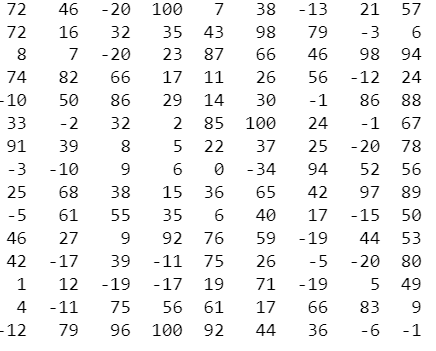 72 46 -20 100 7 38 -13 21 57
72 16 32 35 43 98 79 -3 6
8 7 -20 23 87 66 46 98 94
74 82 66 17 11 26 56 -12 24
-10 50 86 29 14 30 -1 86 88
33 -2 32 2 85 100 24 -1 67
91 39 8 5 22 37 25 -20 78
-3 -10 9 6 0 -34 94 52 56
25 68 38 15 36 65 42 97 89
-5 61 55 35 6 40 17 -15 50
46 27 9 92 76 59 -19 44 53
42 -17 39 -11 75 26 -5 -20 80
1 12 -19 -17 19 71 -19 5 49
4 -11 75 56 61 17 66 83 9
-12 79 96 100 92 44 36 -6 -1